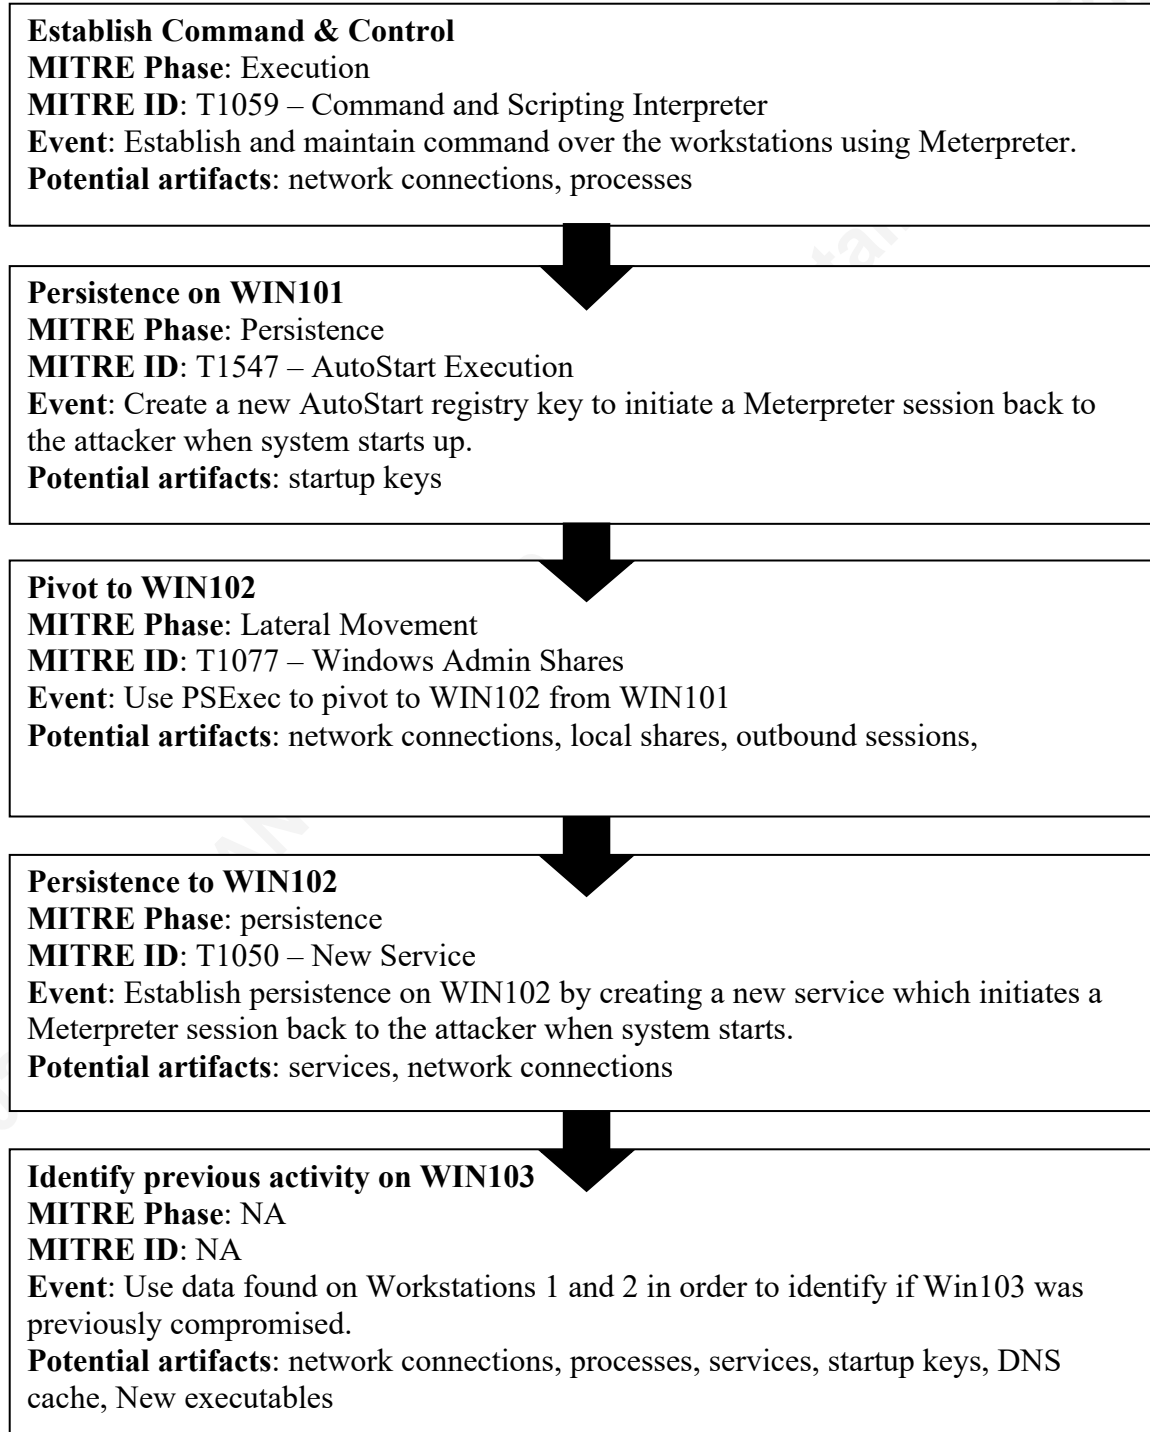 Establish Command & Control
MITRE Phase: Execution
MITRE ID: T1059 – Command and Scripting Interpreter
Event: Establish and maintain command over the workstations using Meterpreter.
Potential artifacts: network connections, processes
Persistence on WIN101
MITRE Phase: Persistence
MITRE ID: T1547 – AutoStart Execution
Event: Create a new AutoStart registry key to initiate a Meterpreter session back to
the attacker when system starts up.
Potential artifacts: startup keys
Pivot to WIN102
MITRE Phase: Lateral Movement
MITRE ID: T1077 – Windows Admin Shares
Event: Use PSExec to pivot to WIN102 from WIN101
Potential artifacts: network connections, local shares, outbound sessions,
Persistence to WIN102
MITRE Phase: persistence
MITRE ID: T1050 – New Service
Event: Establish persistence on WIN102 by creating a new service which initiates a
Meterpreter session back to the attacker when system starts.
Potential artifacts: services, network connections
Identify previous activity on WIN103
MITRE Phase: NA
MITRE ID: NA
Event: Use data found on Workstations 1 and 2 in order to identify if Win103 was
previously compromised.
Potential artifacts: network connections, processes, services, startup keys, DNS
cache, New executables